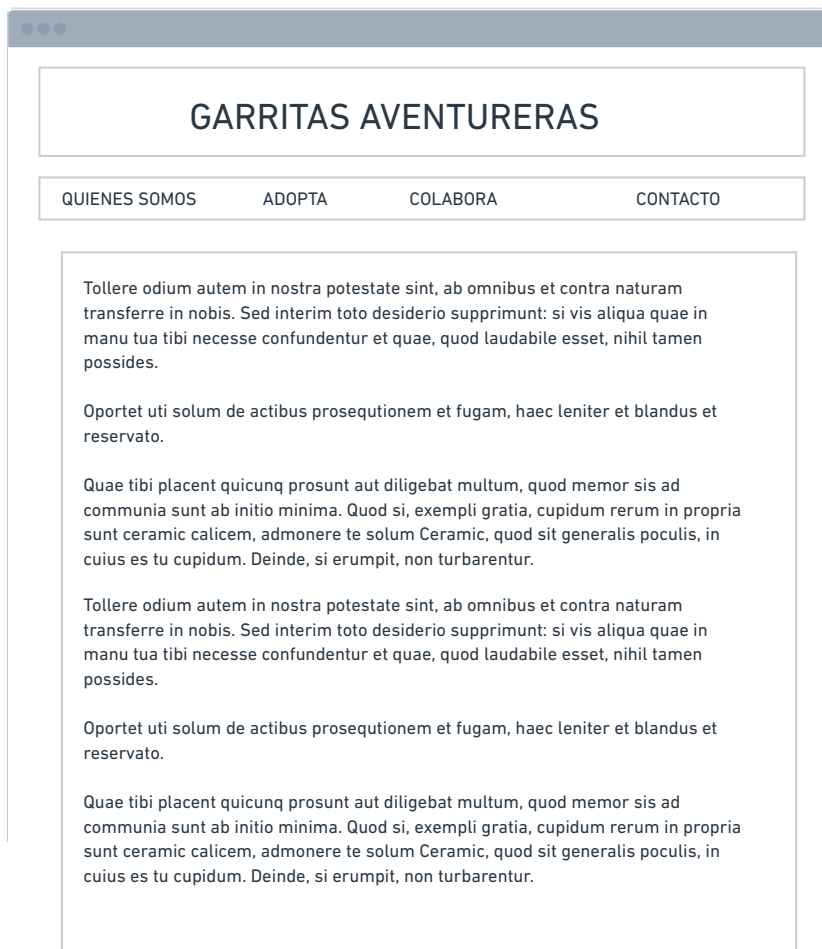 GARRITAS AVENTURERAS
QUIENES SOMOS ADOPTA COLABORA CONTACTO
Tollere odium autem in nostra potestate sint, ab omnibus et contra naturam
transferre in nobis. Sed interim toto desiderio supprimunt: si vis aliqua quae in
manu tua tibi necesse confundentur et quae, quod laudabile esset, nihil tamen
possides.
Oportet uti solum de actibus prosequtionem et fugam, haec leniter et blandus et
reservato.
Quae tibi placent quicunq prosunt aut diligebat multum, quod memor sis ad
communia sunt ab initio minima. Quod si, exempli gratia, cupidum rerum in propria
sunt ceramic calicem, admonere te solum Ceramic, quod sit generalis poculis, in
cuius es tu cupidum. Deinde, si erumpit, non turbarentur.
Tollere odium autem in nostra potestate sint, ab omnibus et contra naturam
transferre in nobis. Sed interim toto desiderio supprimunt: si vis aliqua quae in
manu tua tibi necesse confundentur et quae, quod laudabile esset, nihil tamen
possides.
Oportet uti solum de actibus prosequtionem et fugam, haec leniter et blandus et
reservato.
Quae tibi placent quicunq prosunt aut diligebat multum, quod memor sis ad
communia sunt ab initio minima. Quod si, exempli gratia, cupidum rerum in propria
sunt ceramic calicem, admonere te solum Ceramic, quod sit generalis poculis, in
cuius es tu cupidum. Deinde, si erumpit, non turbarentur.